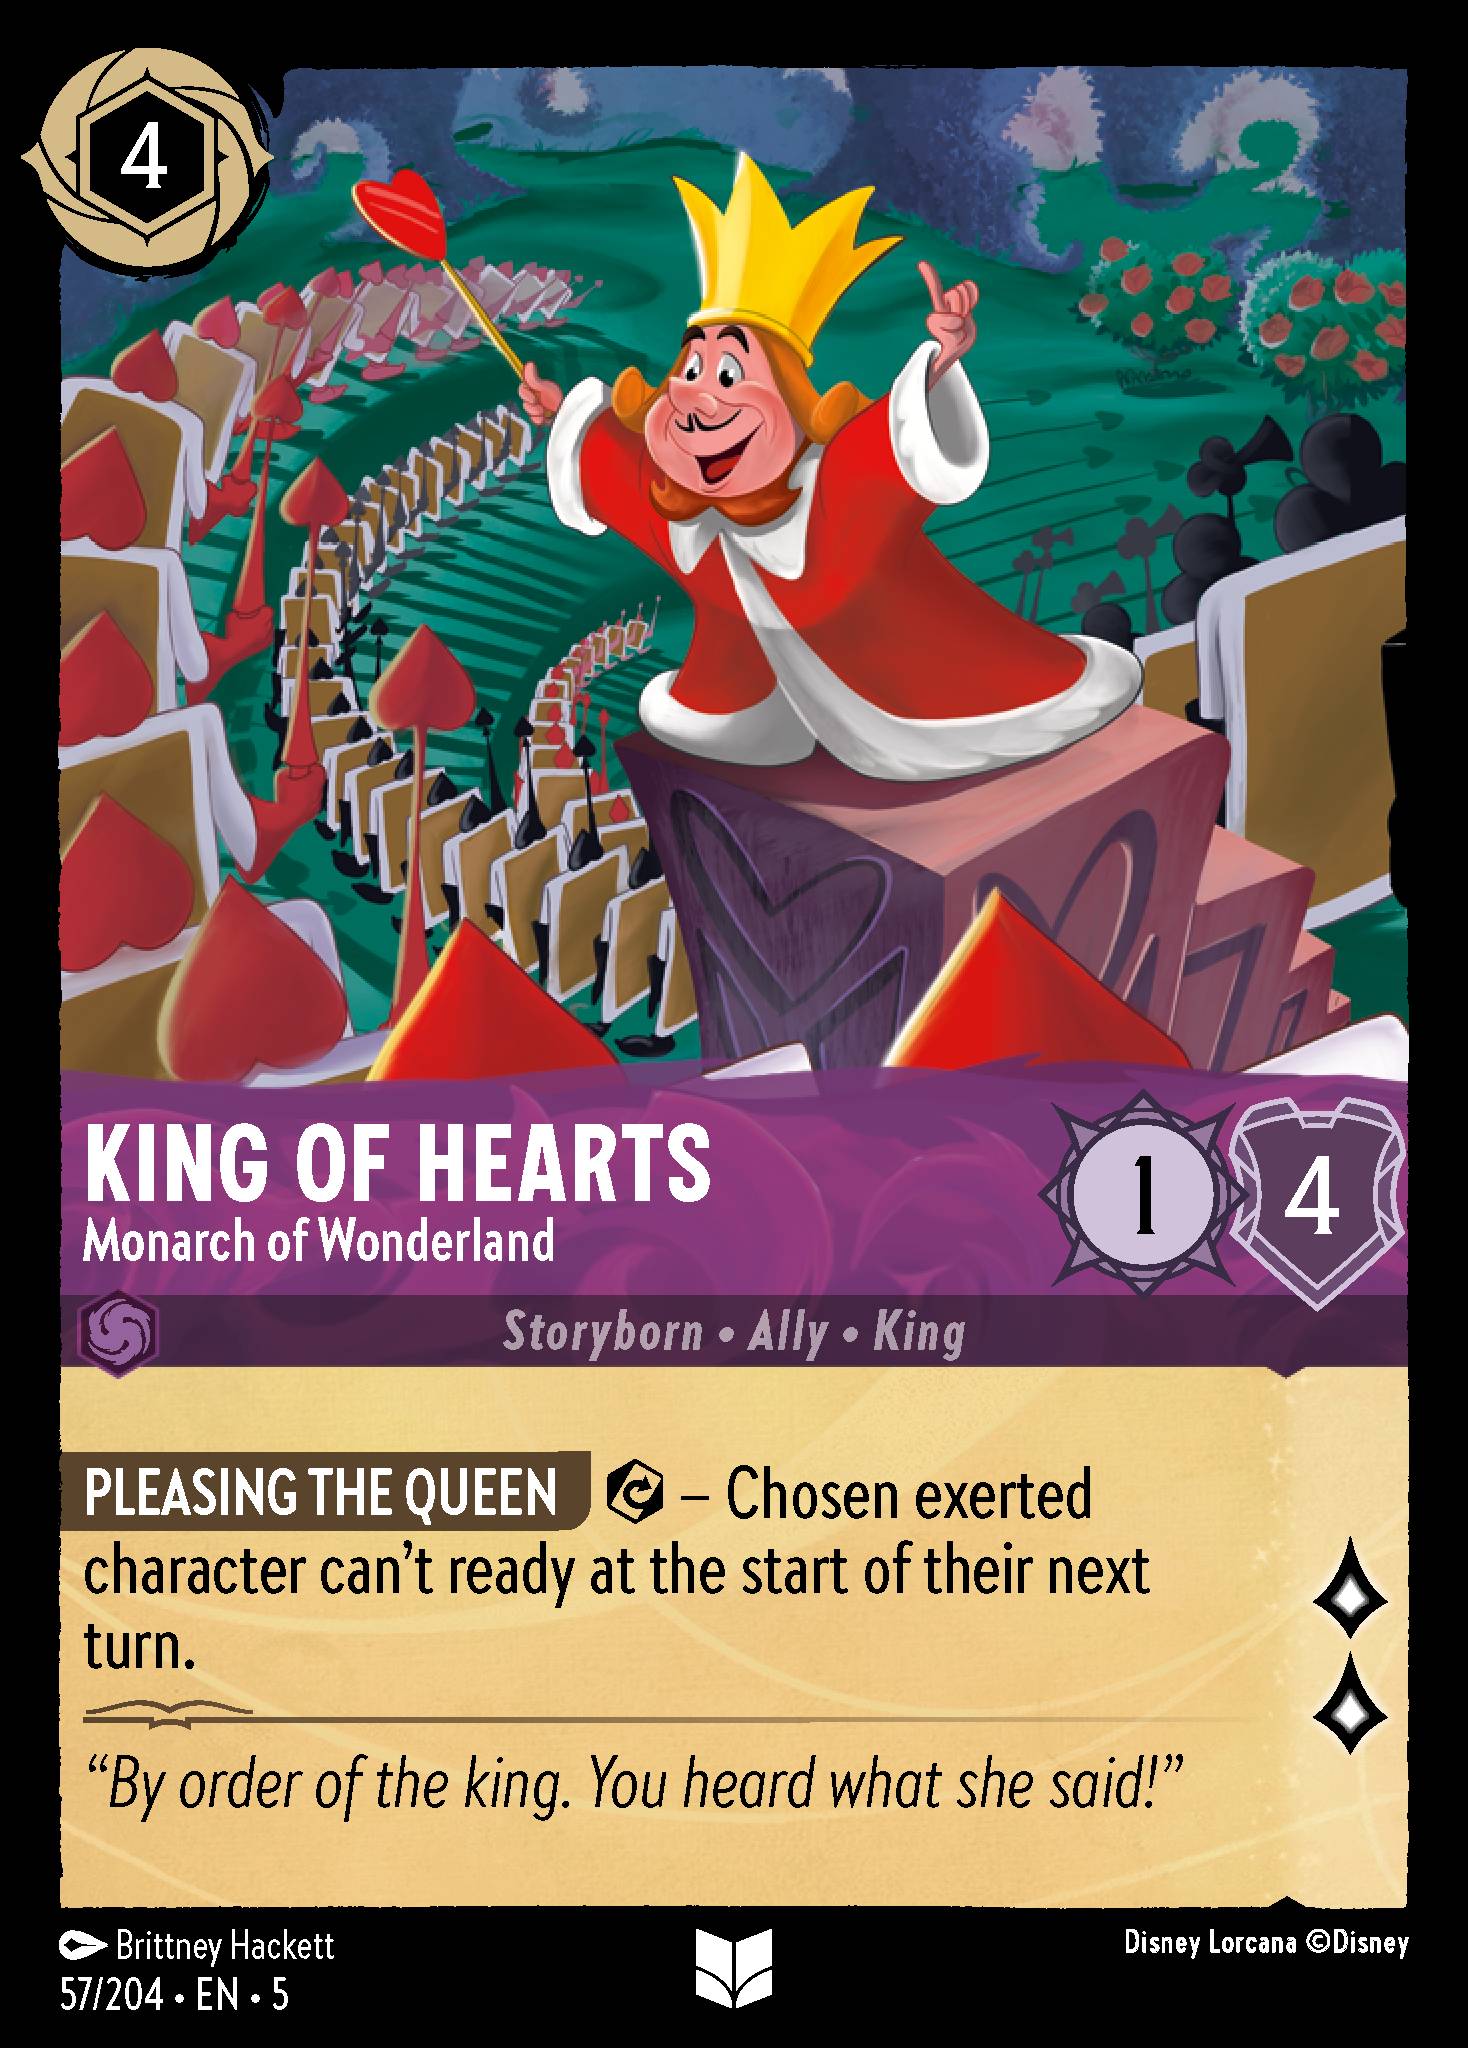 4
KING OF HEARTS
Monarch of Wonderland
1
4
Storyborn • Ally • King
PLEASING THE QUEEN – Chosen exerted
character can’t ready at the start of their next
turn.
“By order of the king. You heard what she said!”
Brittney Hackett
Disney Lorcana ©Disney
57/204 • EN • 5